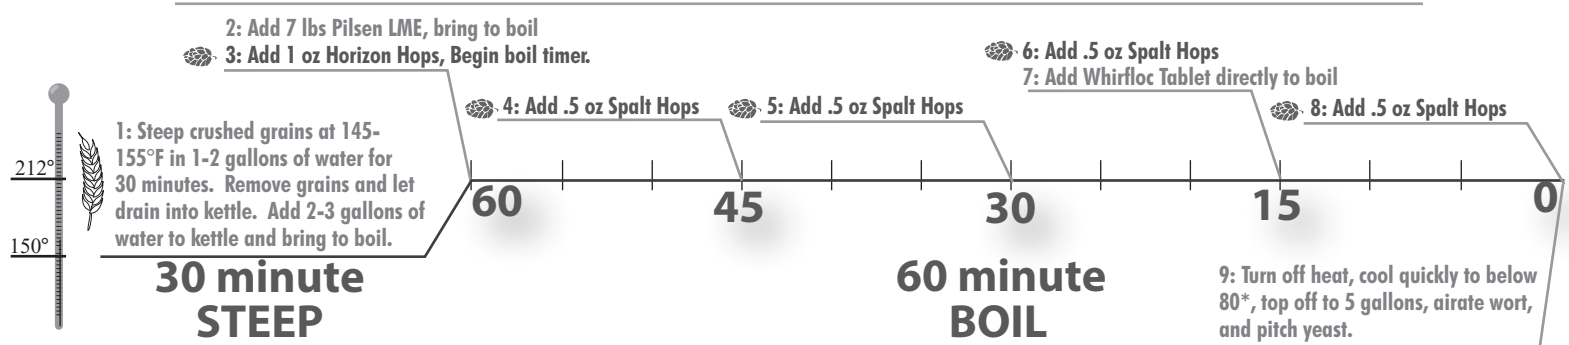 2: Add 7 lbs Pilsen LME, bring to boil
3: Add 1 oz Horizon Hops, Begin boil timer.
6: Add .5 oz Spalt Hops
7: Add Whirfloc Tablet directly to boil
4: Add .5 oz Spalt Hops
5: Add .5 oz Spalt Hops
8: Add .5 oz Spalt Hops
1: Steep crushed grains at 145-
155°F in 1-2 gallons of water for
30 minutes. Remove grains and let
drain into kettle. Add 2-3 gallons of
water to kettle and bring to boil.
212°
150°
60
45
30
15
0
30 minute
STEEP
60 minute
BOIL
9: Turn off heat, cool quickly to below
80*, top off to 5 gallons, airate wort,
and pitch yeast.